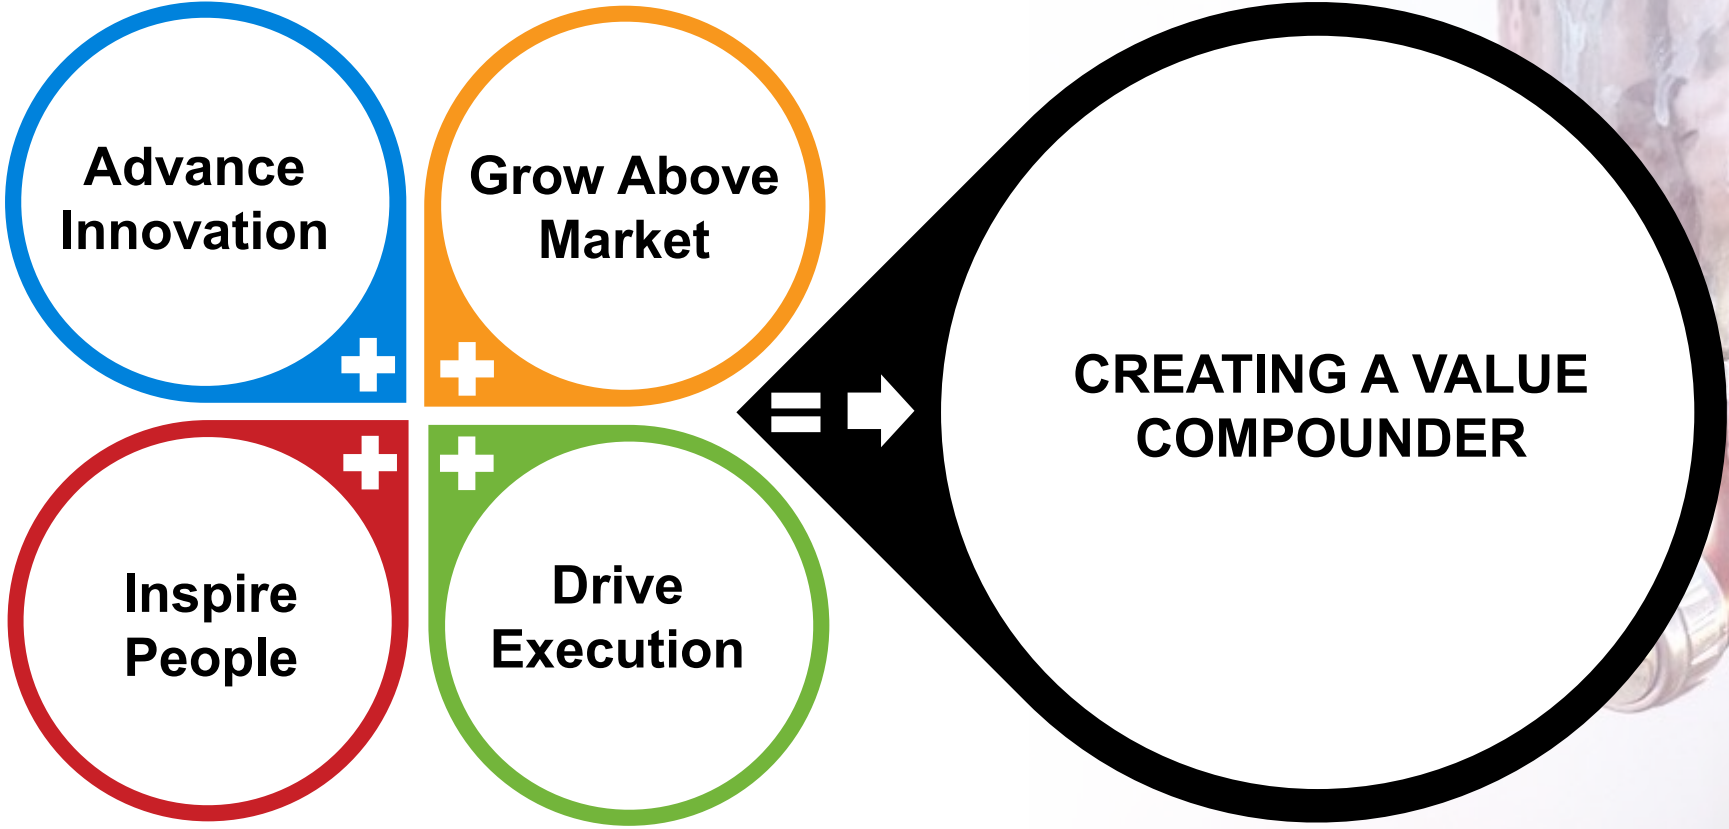 Advance
Innovation
Grow Above
Market
Inspire
People
Drive
Execution
CREATING A VALUE
COMPOUNDER